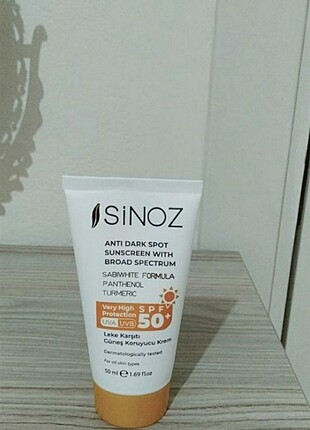 SiNOZ
ANTI DARK SPOT
SUNSCREEN WITH
BROAD SPECTRUM
SABIWHITE FORMULA
PANTHENOL
TURMERIC
Very High
Protection
UVA UVB
SPF
50+
Leke Karşıtı
Güneş Koruyucu Krem
Dermatologically tested
For all skin types
50 ml ℮ 1.69 fl.oz